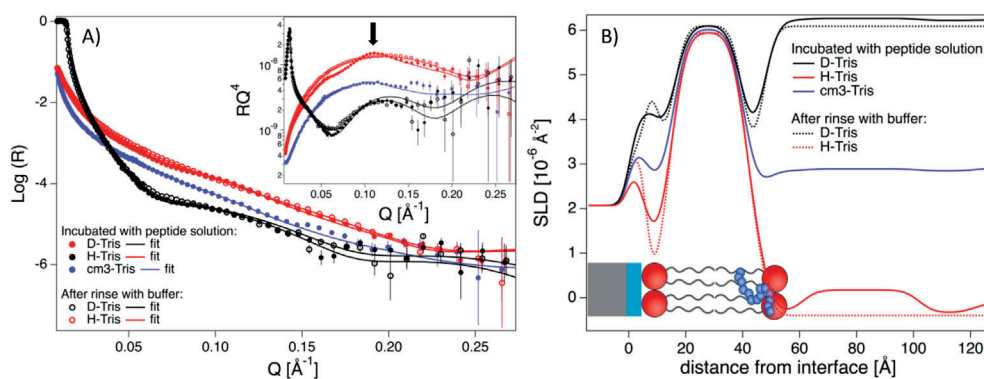 A)
0
-2
-4
-6
Log (R)
0.05
0.10
0.15
0.20
0.25
Q [Å⁻¹]
Incubated with peptide solution:
D-Tris fit
H-Tris fit
cm3-Tris fit
After rinse with buffer:
D-Tris fit
H-Tris fit
RQ⁴
10⁻⁸
10⁻⁹
0.05
0.10
0.15
0.20
0.25
Q [Å⁻¹]
B)
6
5
4
3
2
1
0
SLD [10⁻⁶ Å⁻²]
0
20
40
60
80
100
120
distance from interface [Å]
Incubated with peptide solution
D-Tris
H-Tris
cm3-Tris
After rinse with buffer:
D-Tris
H-Tris